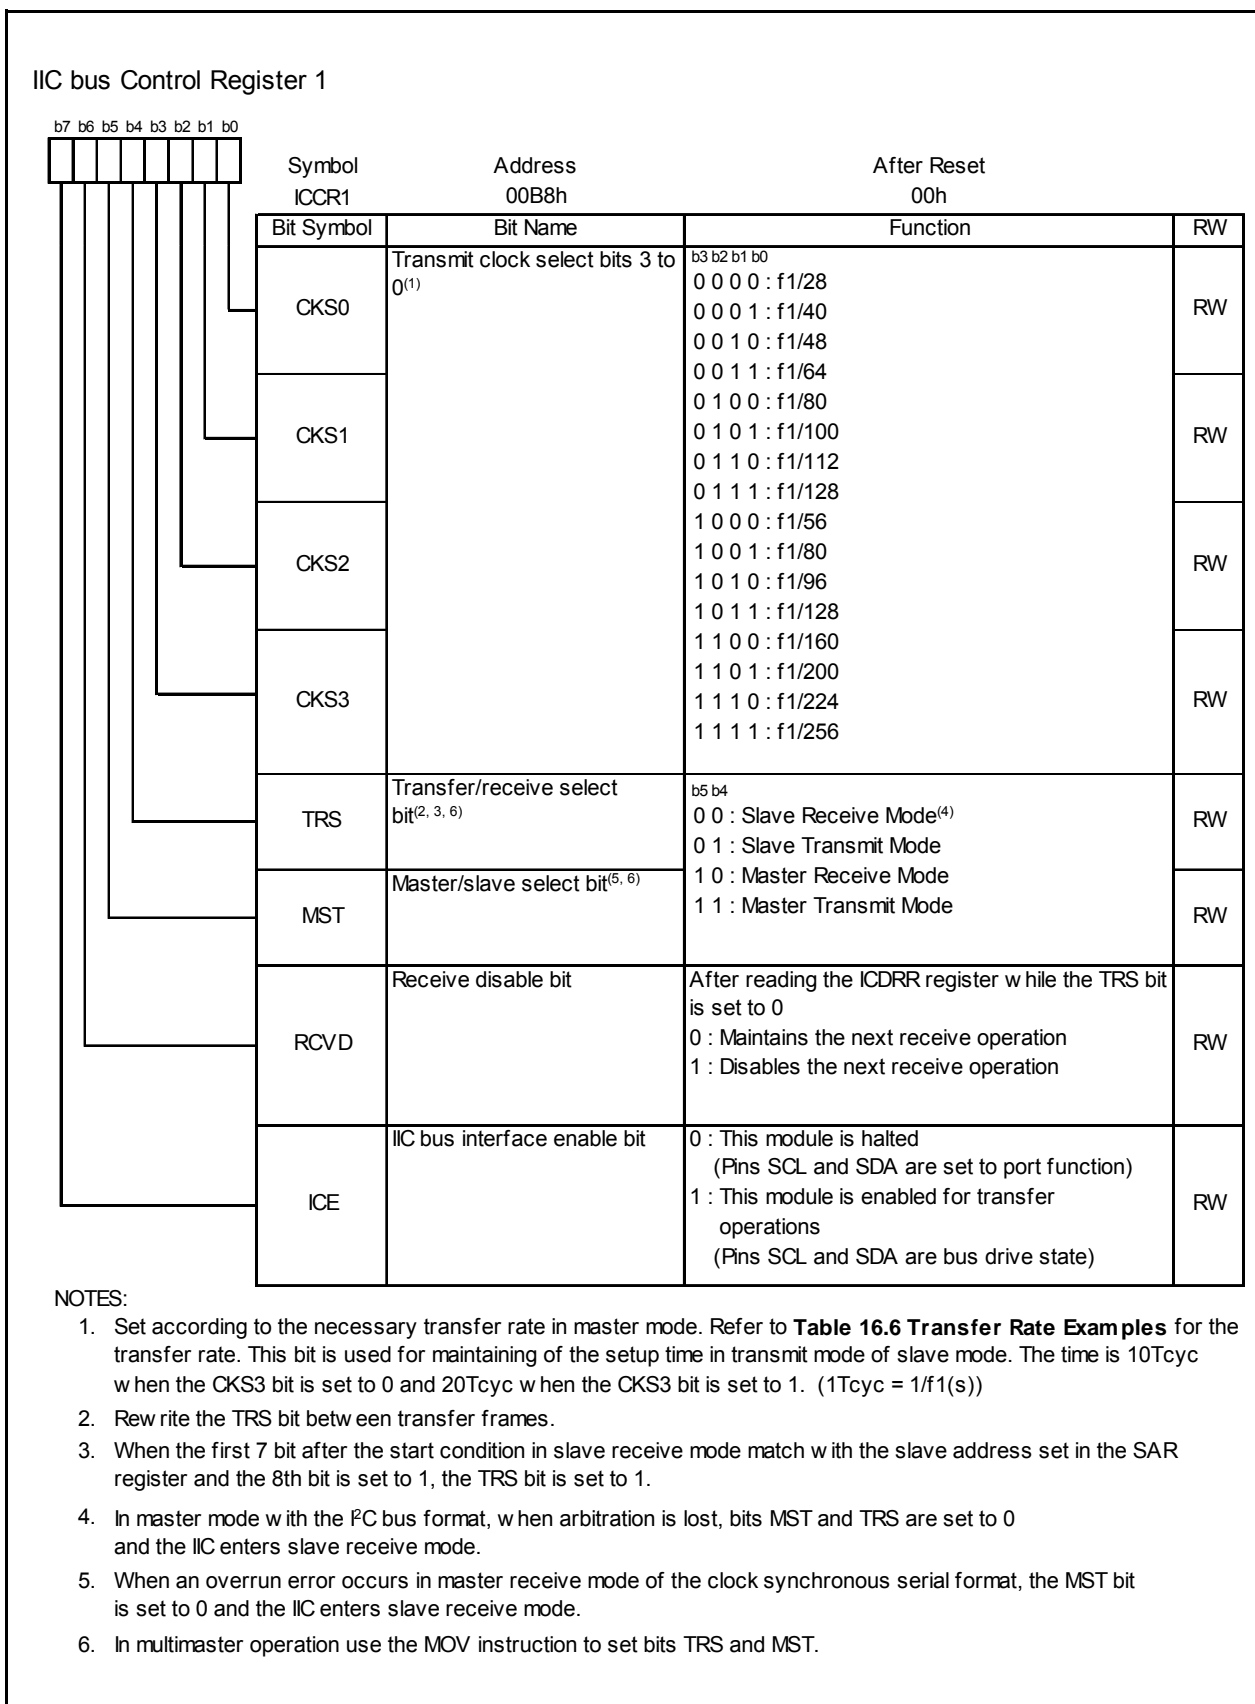 IIC bus Control Register 1
b7 b6 b5 b4 b3 b2 b1 b0
Symbol Address After Reset
ICCR1 00B8h 00h
Bit Symbol Bit Name Function RW
CKS0 Transmit clock select bits 3 to
0(1)
b3 b2 b1 b0
0 0 0 0 : f1/28
0 0 0 1 : f1/40
0 0 1 0 : f1/48
0 0 1 1 : f1/64
0 1 0 0 : f1/80
0 1 0 1 : f1/100
0 1 1 0 : f1/112
0 1 1 1 : f1/128
1 0 0 0 : f1/56
1 0 0 1 : f1/80
1 0 1 0 : f1/96
1 0 1 1 : f1/128
1 1 0 0 : f1/160
1 1 0 1 : f1/200
1 1 1 0 : f1/224
1 1 1 1 : f1/256
RW
CKS1 RW
CKS2 RW
CKS3 RW
TRS Transfer/receive select
bit(2, 3, 6)
b5 b4
0 0 : Slave Receive Mode(4)
0 1 : Slave Transmit Mode
1 0 : Master Receive Mode
1 1 : Master Transmit Mode
RW
MST Master/slave select bit(5, 6) RW
RCVD Receive disable bit
After reading the ICDRR register while the TRS bit
is set to 0
0 : Maintains the next receive operation
1 : Disables the next receive operation
RW
ICE IIC bus interface enable bit
0 : This module is halted
(Pins SCL and SDA are set to port function)
1 : This module is enabled for transfer
operations
(Pins SCL and SDA are bus drive state)
RW
NOTES:
1. Set according to the necessary transfer rate in master mode. Refer to Table 16.6 Transfer Rate Examples for the
transfer rate. This bit is used for maintaining of the setup time in transmit mode of slave mode. The time is 10Tcyc
when the CKS3 bit is set to 0 and 20Tcyc when the CKS3 bit is set to 1. (1Tcyc = 1/f1(s))
2. Rewrite the TRS bit between transfer frames.
3. When the first 7 bit after the start condition in slave receive mode match with the slave address set in the SAR
register and the 8th bit is set to 1, the TRS bit is set to 1.
4. In master mode with the I²C bus format, when arbitration is lost, bits MST and TRS are set to 0
and the IIC enters slave receive mode.
5. When an overrun error occurs in master receive mode of the clock synchronous serial format, the MST bit
is set to 0 and the IIC enters slave receive mode.
6. In multimaster operation use the MOV instruction to set bits TRS and MST.